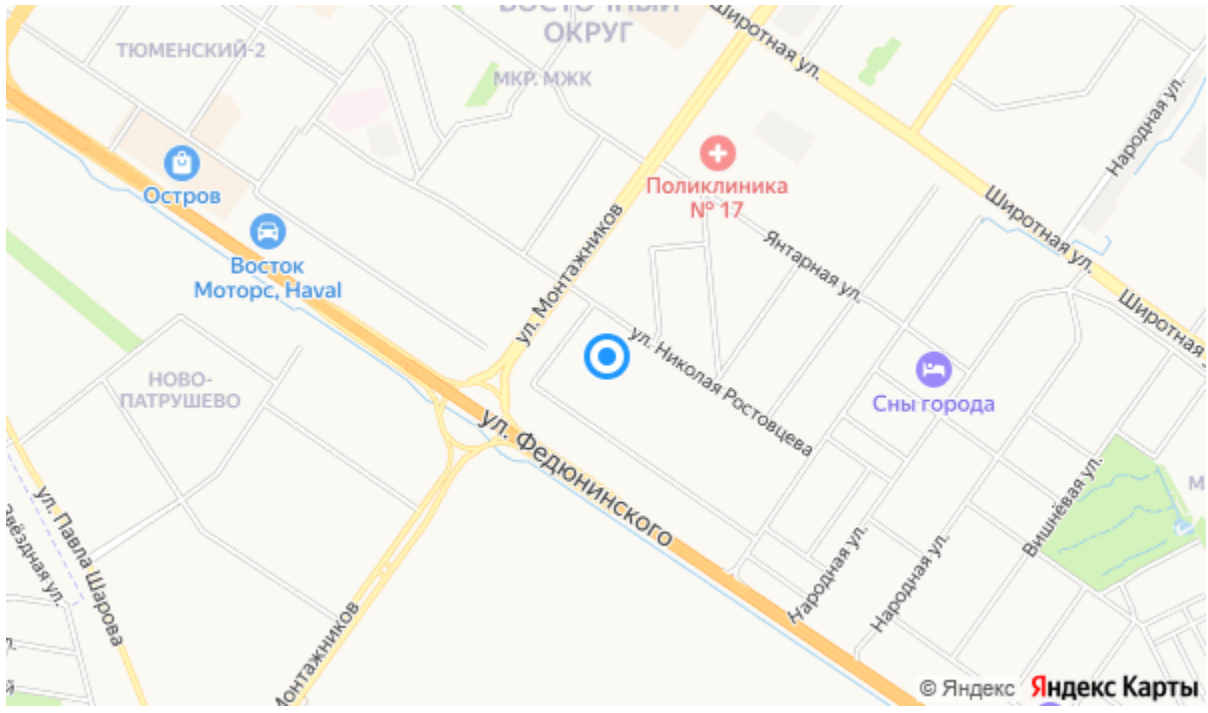 ВОСТОЧНЫЙ
ОКРУГ
Широтная ул.
ТЮМЕНСКИЙ-2
МКР. МЖК
Народная ул.
Поликлиника
№ 17
Остров
Широтная ул.
Янтарная ул.
Восток
Моторс, Haval
ул. Монтажников
Широтная ул.
ул. Николая Ростовцева
НОВО-
ПАТРУШЕВО
Сны города
ул. Федюнинского
Вишнёвая ул.
ул. Павла Шарова
Звёздная ул.
Народная ул.
Народная ул.
Монтажников
© Яндекс Яндекс Карты